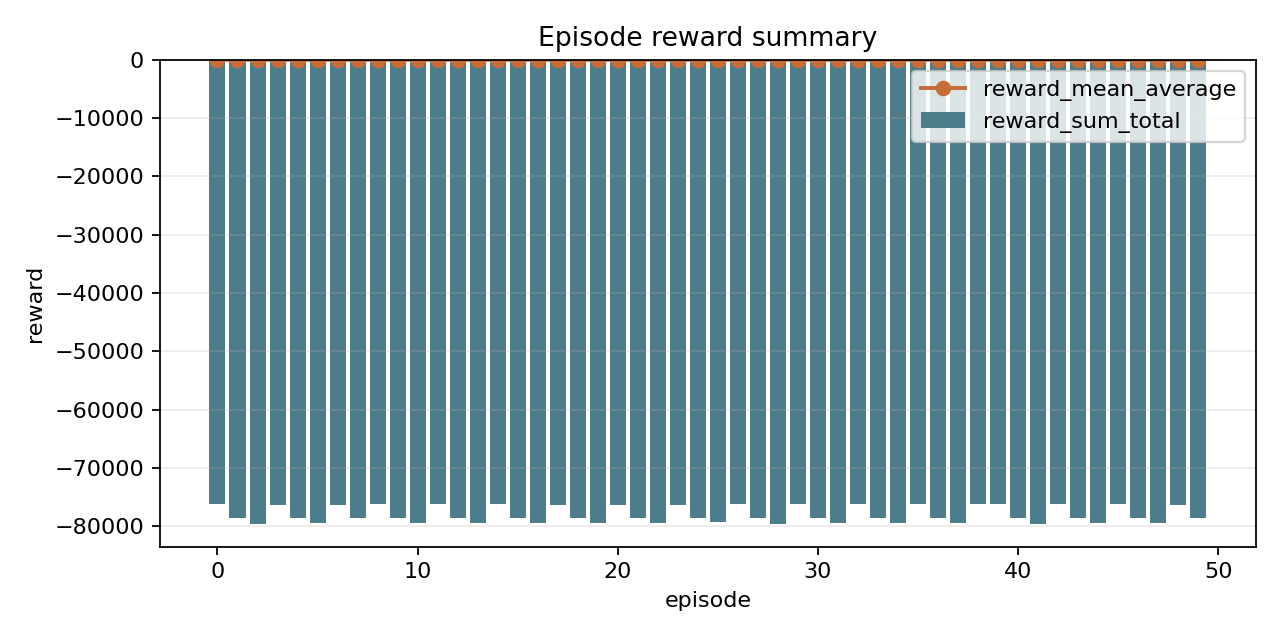 Episode reward summary
0
−10000
−20000
−30000
−40000
−50000
−60000
−70000
−80000
reward
reward_mean_average
reward_sum_total
0 10 20 30 40 50
episode